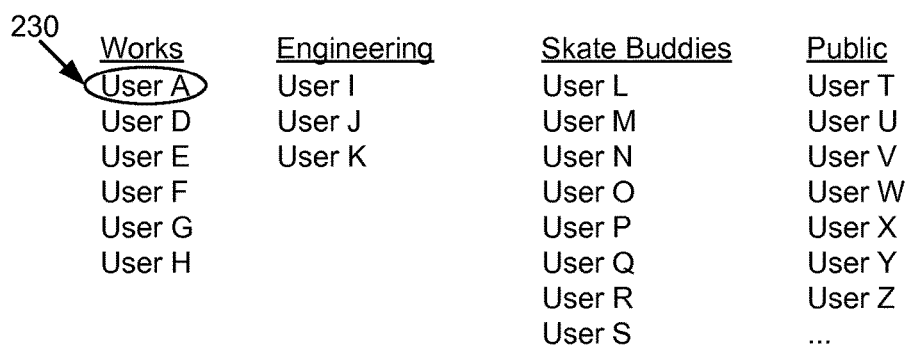 230
Works Engineering Skate Buddies Public
User A User I User L User T
User D User J User M User U
User E User K User N User V
User F User O User W
User G User P User X
User H User Q User Y
User R User Z
User S ...